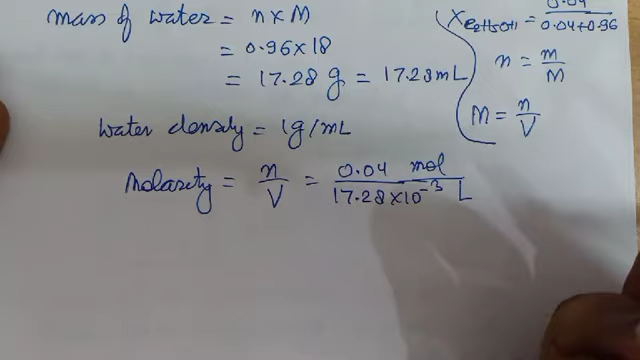 mass of water = n × M
= 0.96×18
= 17.28 g = 17.28 mL
Water density = 1g/mL
Molarity = n/V = 0.04 mol / 17.28×10⁻³ L
X_C₂H₅OH = 0.04 / 0.04+0.96
n = m/M
M = n/V